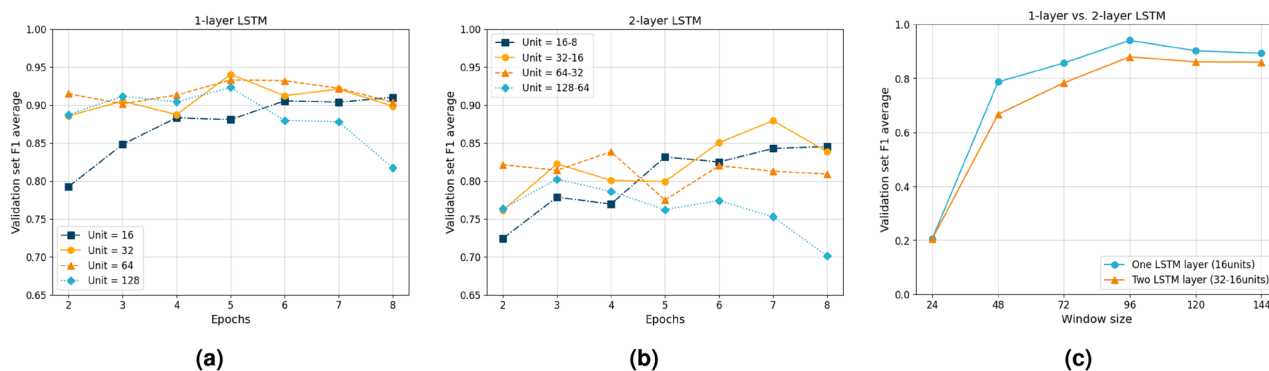 1-layer LSTM
1.00
0.95
0.90
0.85
0.80
0.75
0.70
0.65
Validation set F1 average
Unit = 16
Unit = 32
Unit = 64
Unit = 128
2 3 4 5 6 7 8
Epochs
(a)
2-layer LSTM
1.00
0.95
0.90
0.85
0.80
0.75
0.70
0.65
Validation set F1 average
Unit = 16-8
Unit = 32-16
Unit = 64-32
Unit = 128-64
2 3 4 5 6 7 8
Epochs
(b)
1-layer vs. 2-layer LSTM
1.0
0.8
0.6
0.4
0.2
0.0
Validation set F1 average
One LSTM layer (16units)
Two LSTM layer (32-16units)
24 48 72 96 120 144
Window size
(c)